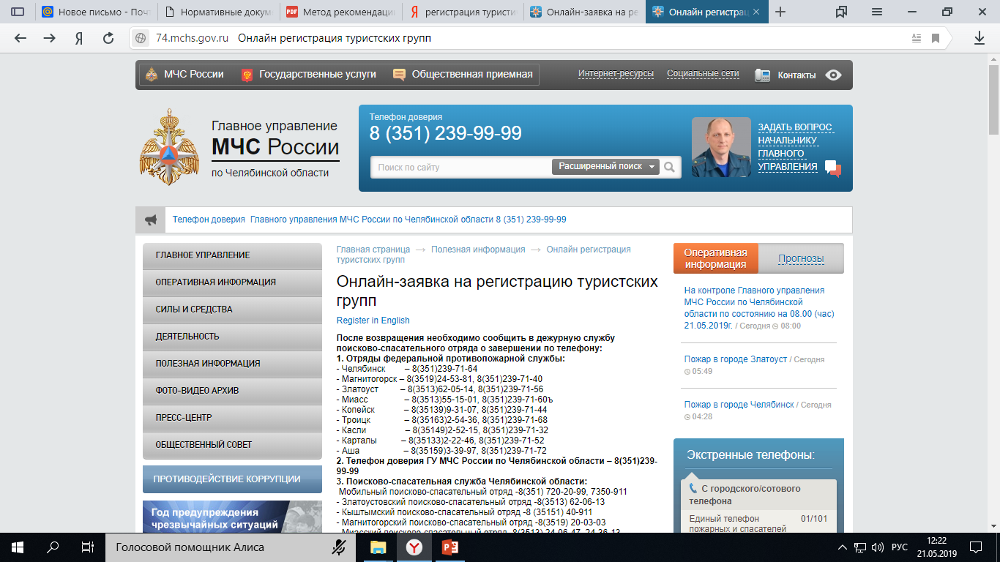 Новое письмо - Поч
Нормативные докум
Метод рекомендаци
регистрация туристи
Онлайн-заявка на ре
Онлайн регистрац
74.mchs.gov.ru Онлайн регистрация туристских групп
МЧС России
Государственные услуги
Общественная приемная
Интернет-ресурсы
Социальные сети
Контакты
Главное управление
МЧС России
по Челябинской области
Телефон доверия
8 (351) 239-99-99
Поиск по сайту
Расширенный поиск
ЗАДАТЬ ВОПРОС
НАЧАЛЬНИКУ
ГЛАВНОГО
УПРАВЛЕНИЯ
Телефон доверия Главного управления МЧС России по Челябинской области 8 (351) 239-99-99
ГЛАВНОЕ УПРАВЛЕНИЕ
ОПЕРАТИВНАЯ ИНФОРМАЦИЯ
СИЛЫ И СРЕДСТВА
ДЕЯТЕЛЬНОСТЬ
ПОЛЕЗНАЯ ИНФОРМАЦИЯ
ФОТО-ВИДЕО АРХИВ
ПРЕСС-ЦЕНТР
ОБЩЕСТВЕННЫЙ СОВЕТ
ПРОТИВОДЕЙСТВИЕ КОРРУПЦИИ
Год предупреждения
чрезвычайных ситуаций
Главная страница → Полезная информация → Онлайн регистрация
туристских групп
Онлайн-заявка на регистрацию туристских
групп
Register in English
После возвращения необходимо сообщить в дежурную службу
поисково-спасательного отряда о завершении по телефону:
1. Отряды федеральной противопожарной службы:
- Челябинск – 8(351)239-71-64
- Магнитогорск – 8(3519)24-53-81, 8(351)239-71-40
- Златоуст – 8(3513)62-05-14, 8(351)239-71-56
- Миасс – 8(3513)55-15-01, 8(351)239-71-60ъ
- Копейск – 8(35139)9-31-07, 8(351)239-71-44
- Троицк – 8(35163)2-54-36, 8(351)239-71-68
- Касли – 8(35149)2-52-15, 8(351)239-71-32
- Карталы – 8(35133)2-22-46, 8(351)239-71-52
- Аша – 8(35159)3-39-97, 8(351)239-71-72
2. Телефон доверия ГУ МЧС России по Челябинской области – 8(351)239-
99-99
3. Поисково-спасательная служба Челябинской области:
Мобильный поисково-спасательный отряд -8(351) 720-20-99, 7350-911
- Златоустовский поисково-спасательный отряд -8(3513) 62-06-13
- Кыштымский поисково-спасательный отряд -8 (35151) 40-911
- Магнитогорский поисково-спасательный отряд -8(3519) 20-03-03
- Миасский поисково-спасательный отряд -8(3513) 24-06-47, 24-36-13
Оперативная
информация
Прогнозы
На контроле Главного управления
МЧС России по Челябинской
области по состоянию на 08.00 (час)
21.05.2019г. / Сегодня 08:00
Пожар в городе Златоуст / Сегодня
05:49
Пожар в городе Челябинск / Сегодня
04:28
Экстренные телефоны:
С городского/сотового
телефона
Единый телефон 01/101
пожарных и спасателей
Голосовой помощник Алиса
РУС
12:22
21.05.2019